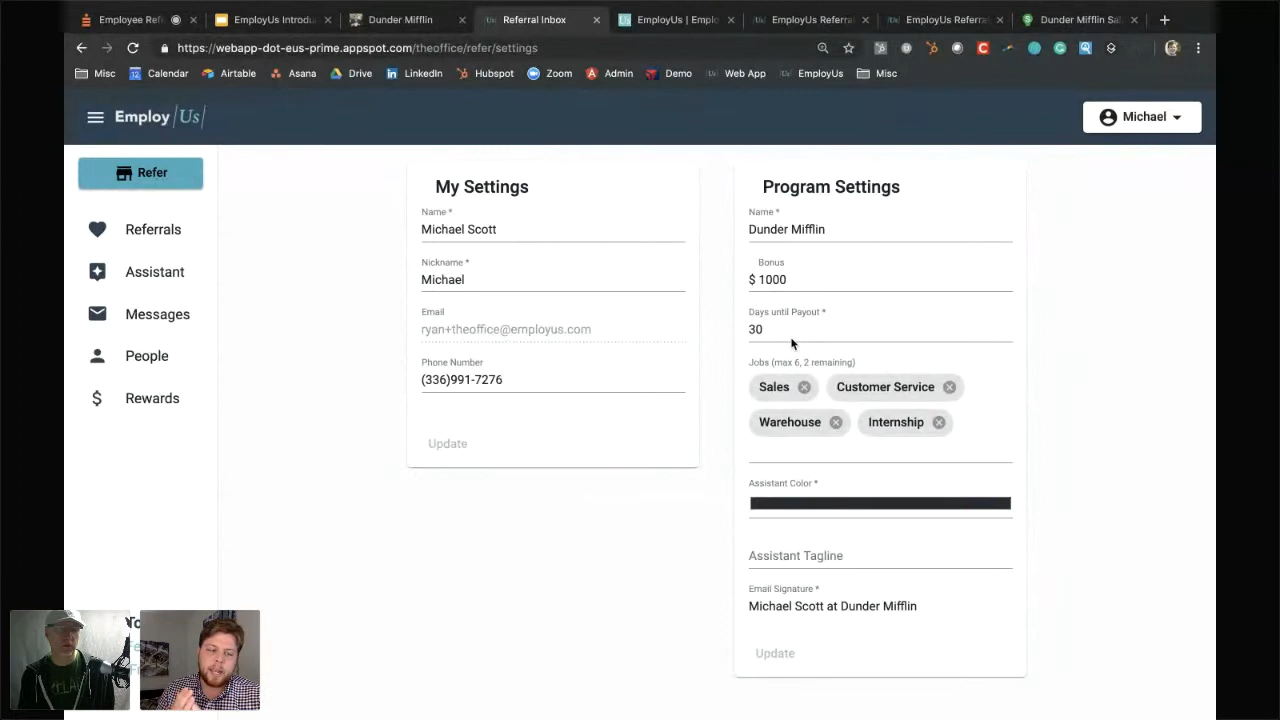 Employee Ref
EmployUs Introdu
Dunder Mifflin
Referral Inbox
EmployUs | Emplo
EmployUs Referra
EmployUs Referra
Dunder Mifflin Sal
https://webapp-dot-eus-prime.appspot.com/theoffice/refer/settings
Misc
Calendar
Airtable
Asana
Drive
LinkedIn
Hubspot
Zoom
Admin
Demo
Web App
EmployUs
Misc
Employ/Us/
Michael
Refer
Referrals
Assistant
Messages
People
Rewards
My Settings
Name *
Michael Scott
Nickname *
Michael
Email
ryan+theoffice@employus.com
Phone Number
(336)991-7276
Update
Program Settings
Name *
Dunder Mifflin
Bonus
$ 1000
Days until Payout *
30
Jobs (max 6, 2 remaining)
Sales
Customer Service
Warehouse
Internship
Assistant Color *
Assistant Tagline
Email Signature *
Michael Scott at Dunder Mifflin
Update